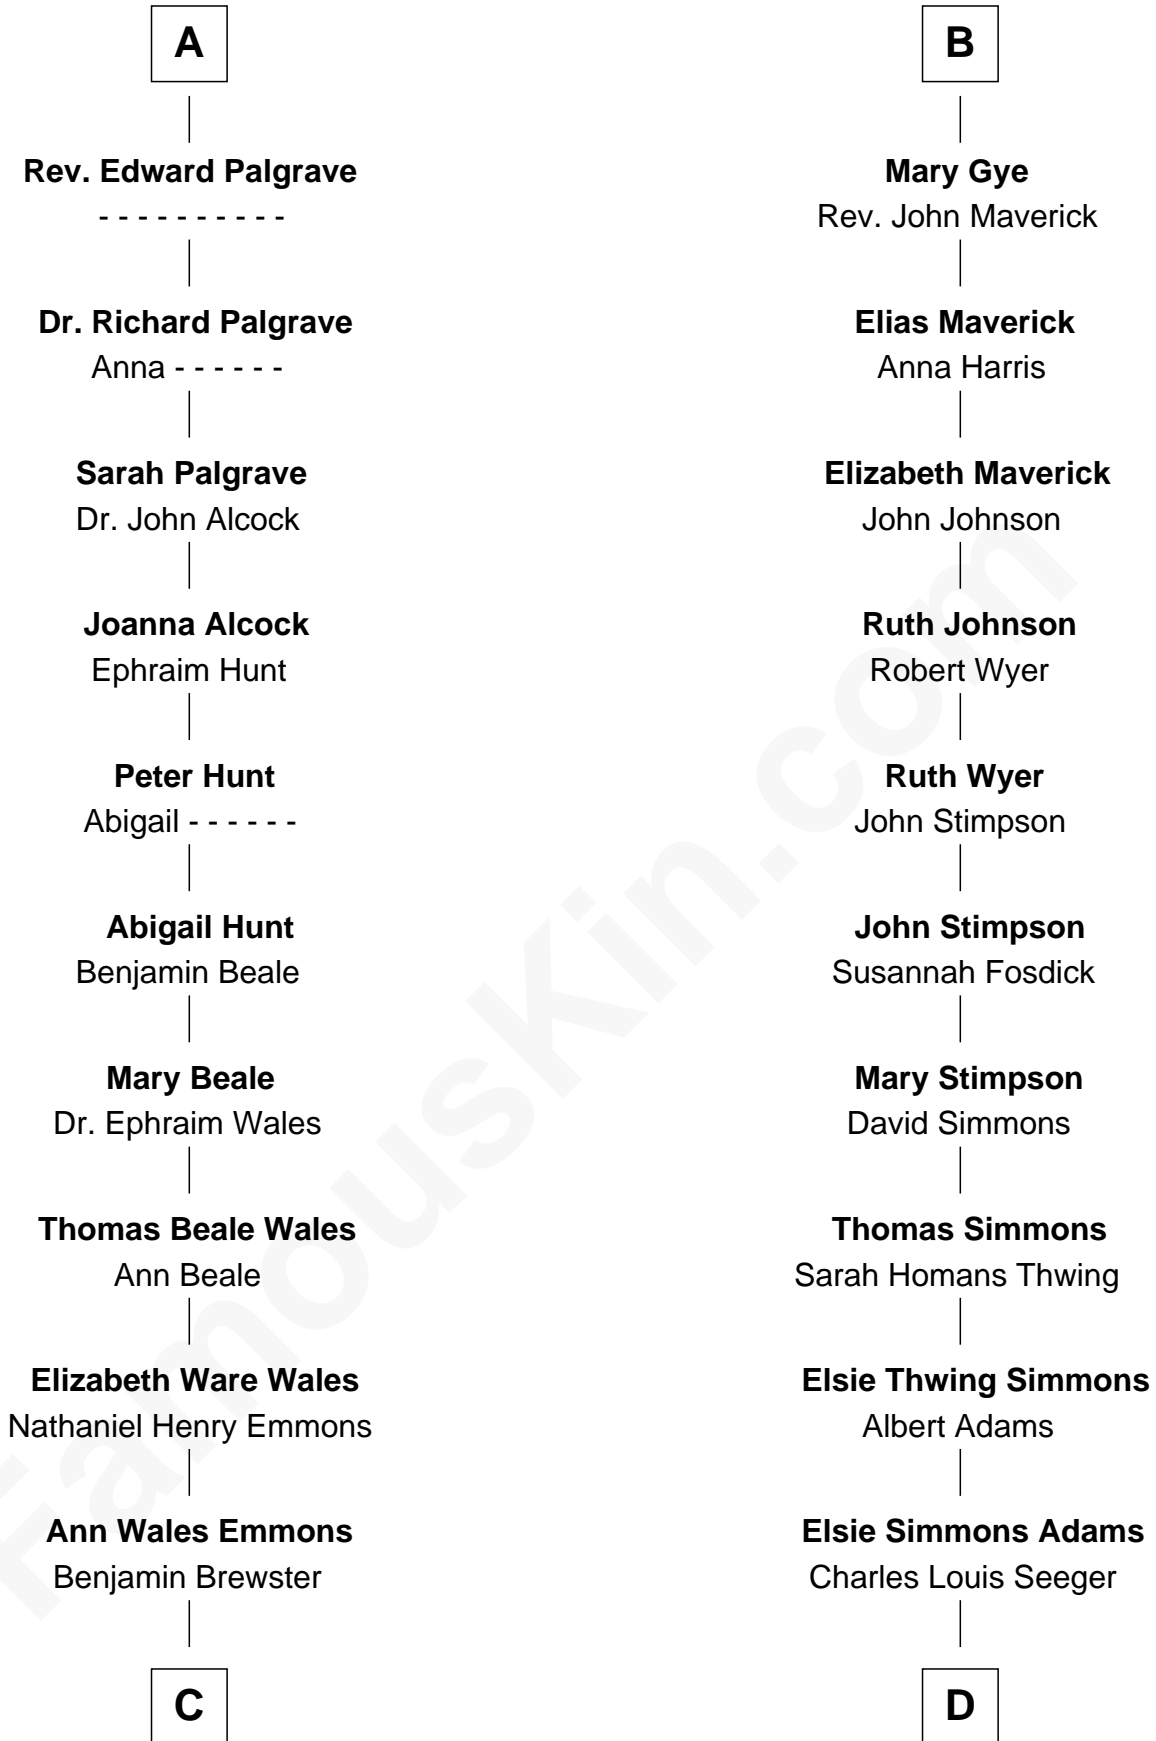 A
Rev. Edward Palgrave
- - - - - - - - - -
Dr. Richard Palgrave
Anna - - - - - -
Sarah Palgrave
Dr. John Alcock
Joanna Alcock
Ephraim Hunt
Peter Hunt
Abigail - - - - - -
Abigail Hunt
Benjamin Beale
Mary Beale
Dr. Ephraim Wales
Thomas Beale Wales
Ann Beale
Elizabeth Ware Wales
Nathaniel Henry Emmons
Ann Wales Emmons
Benjamin Brewster
C
B
Mary Gye
Rev. John Maverick
Elias Maverick
Anna Harris
Elizabeth Maverick
John Johnson
Ruth Johnson
Robert Wyer
Ruth Wyer
John Stimpson
John Stimpson
Susannah Fosdick
Mary Stimpson
David Simmons
Thomas Simmons
Sarah Homans Thwing
Elsie Thwing Simmons
Albert Adams
Elsie Simmons Adams
Charles Louis Seeger
D
FamousKin.com